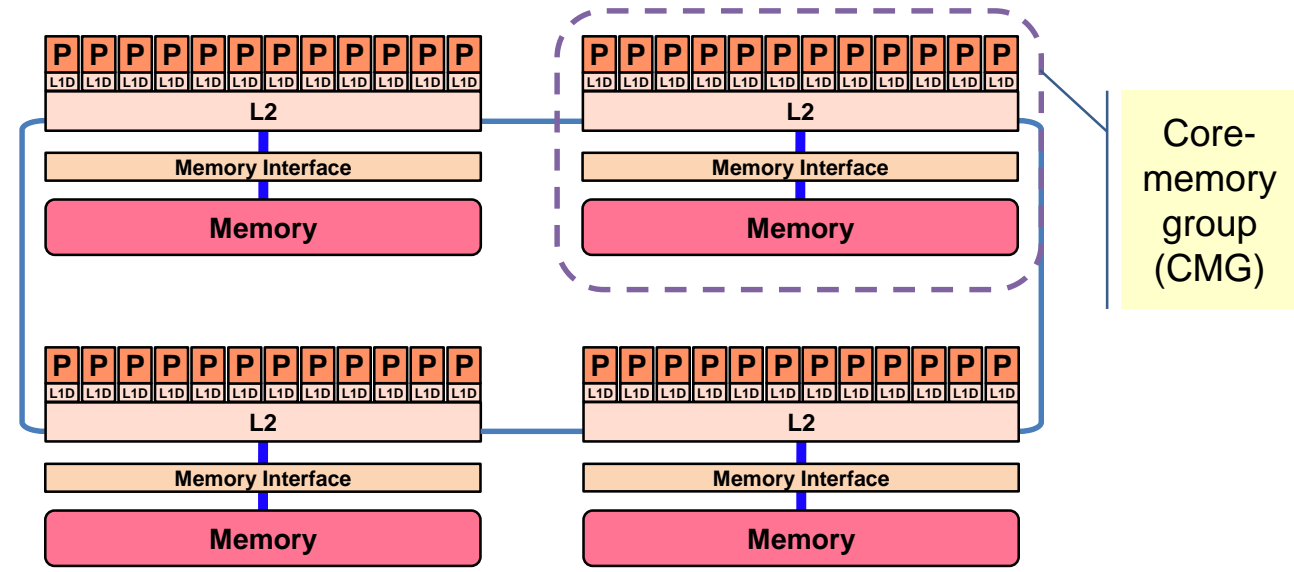 P P P P P P P P P P P P
L1D L1D L1D L1D L1D L1D L1D L1D L1D L1D L1D L1D
L2
Memory Interface
Memory
P P P P P P P P P P P P
L1D L1D L1D L1D L1D L1D L1D L1D L1D L1D L1D L1D
L2
Memory Interface
Memory
Core-
memory
group
(CMG)
P P P P P P P P P P P P
L1D L1D L1D L1D L1D L1D L1D L1D L1D L1D L1D L1D
L2
Memory Interface
Memory
P P P P P P P P P P P P
L1D L1D L1D L1D L1D L1D L1D L1D L1D L1D L1D L1D
L2
Memory Interface
Memory